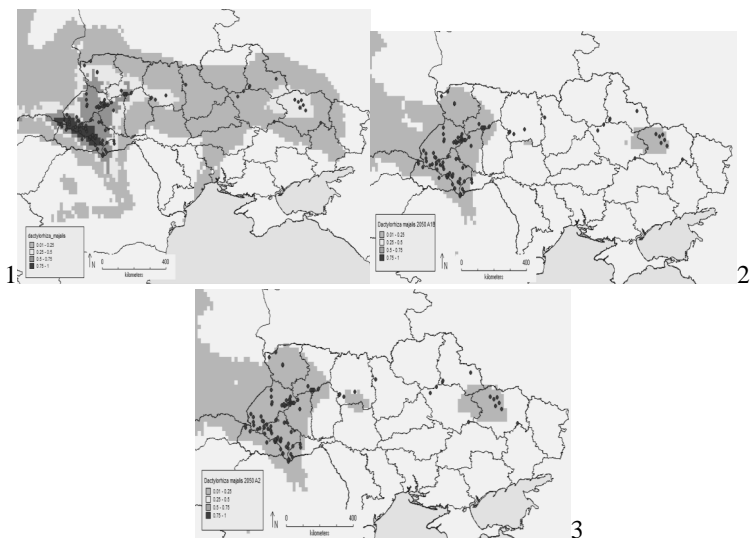 dactylorhiza_majalis
0.01 - 0.25
0.25 - 0.5
0.5 - 0.75
0.75 - 1
N
0 400
kilometers
1
Dactylorhiza majalis 2050 A1B
0.01 - 0.25
0.25 - 0.5
0.5 - 0.75
0.75 - 1
N
0 400
kilometers
2
Dactylorhiza majalis 2050 A2
0.01 - 0.25
0.25 - 0.5
0.5 - 0.75
0.75 - 1
N
0 400
kilometers
3